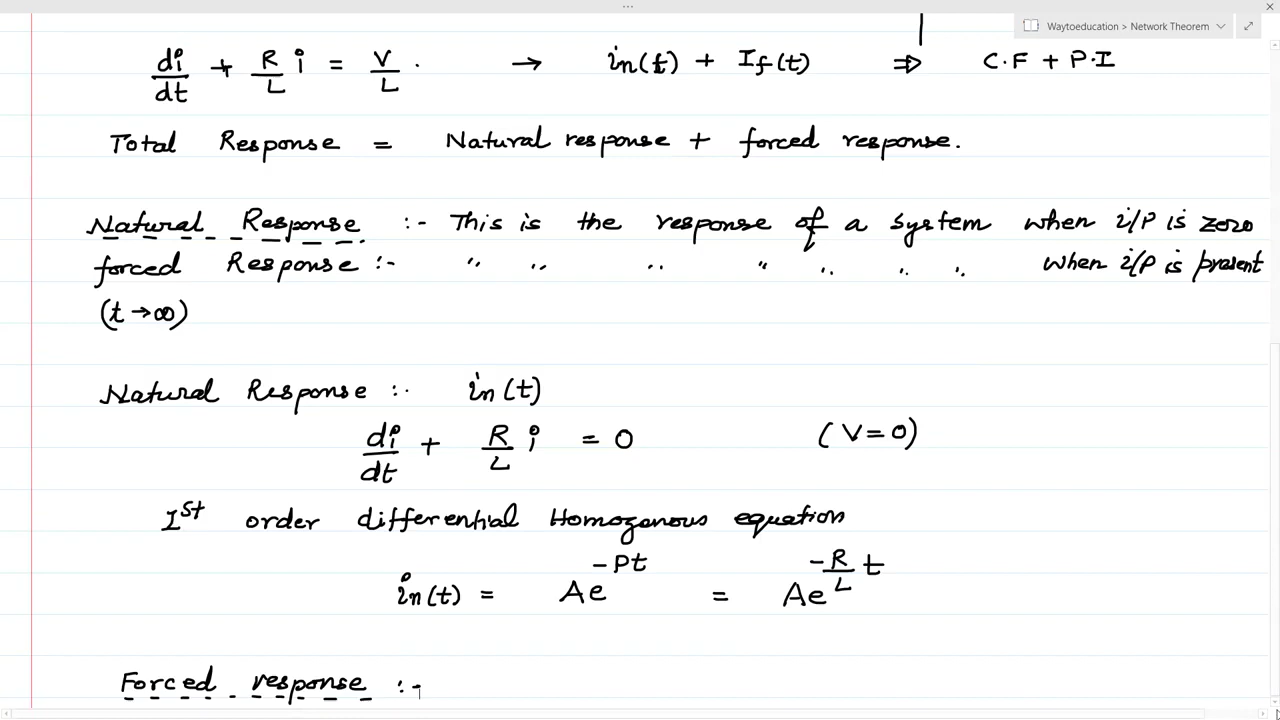 Waytoeducation > Network Theorem
di/dt + R/L i = V/L . → in(t) + If(t) ⇒ C.F + P.I
Total Response = Natural response + forced response.
Natural Response :- This is the response of a system when i/P is zero
forced Response :- " " " " " " " when i/P is present
(t→∞)
Natural Response :- in(t)
di/dt + R/L i = 0 (V=0)
Ist order differential Homogenous equation
in(t) = Ae^-Pt = Ae^-R/L t
Forced response :-